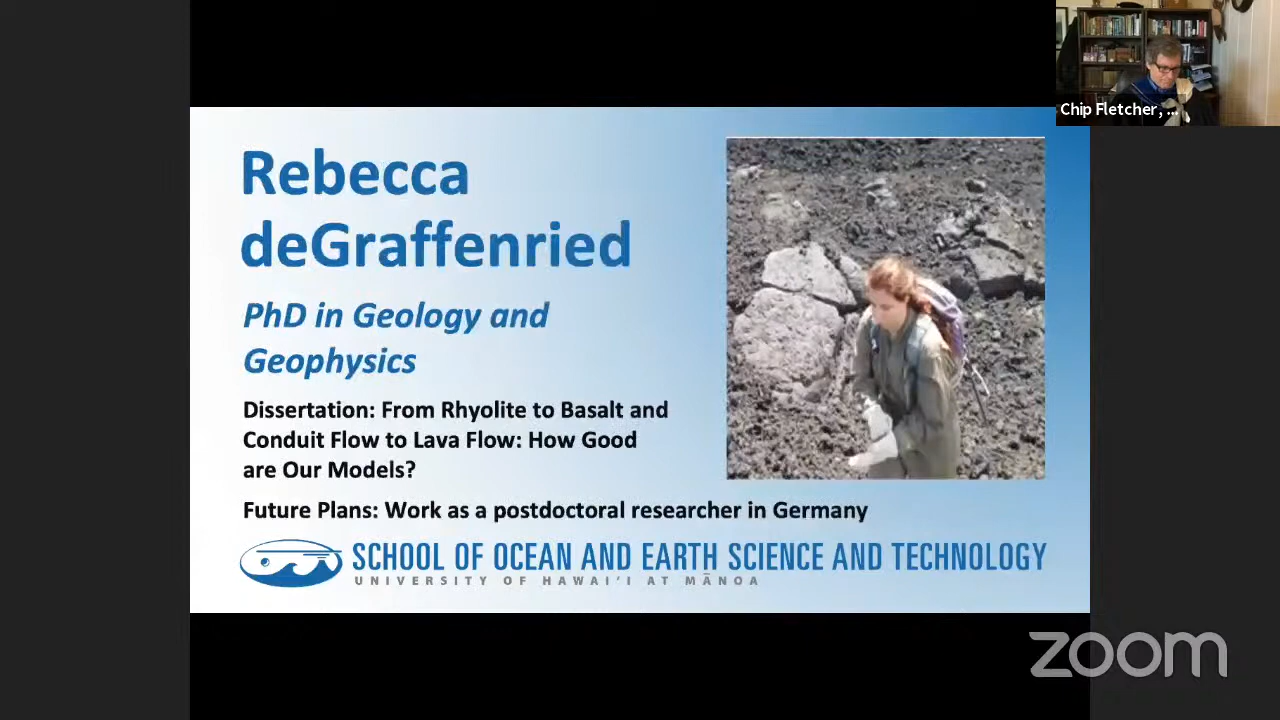 Chip Fletcher, ...
Rebecca
deGraffenried
PhD in Geology and
Geophysics
Dissertation: From Rhyolite to Basalt and
Conduit Flow to Lava Flow: How Good
are Our Models?
Future Plans: Work as a postdoctoral researcher in Germany
SCHOOL OF OCEAN AND EARTH SCIENCE AND TECHNOLOGY
UNIVERSITY OF HAWAIʻI AT MĀNOA
zoom